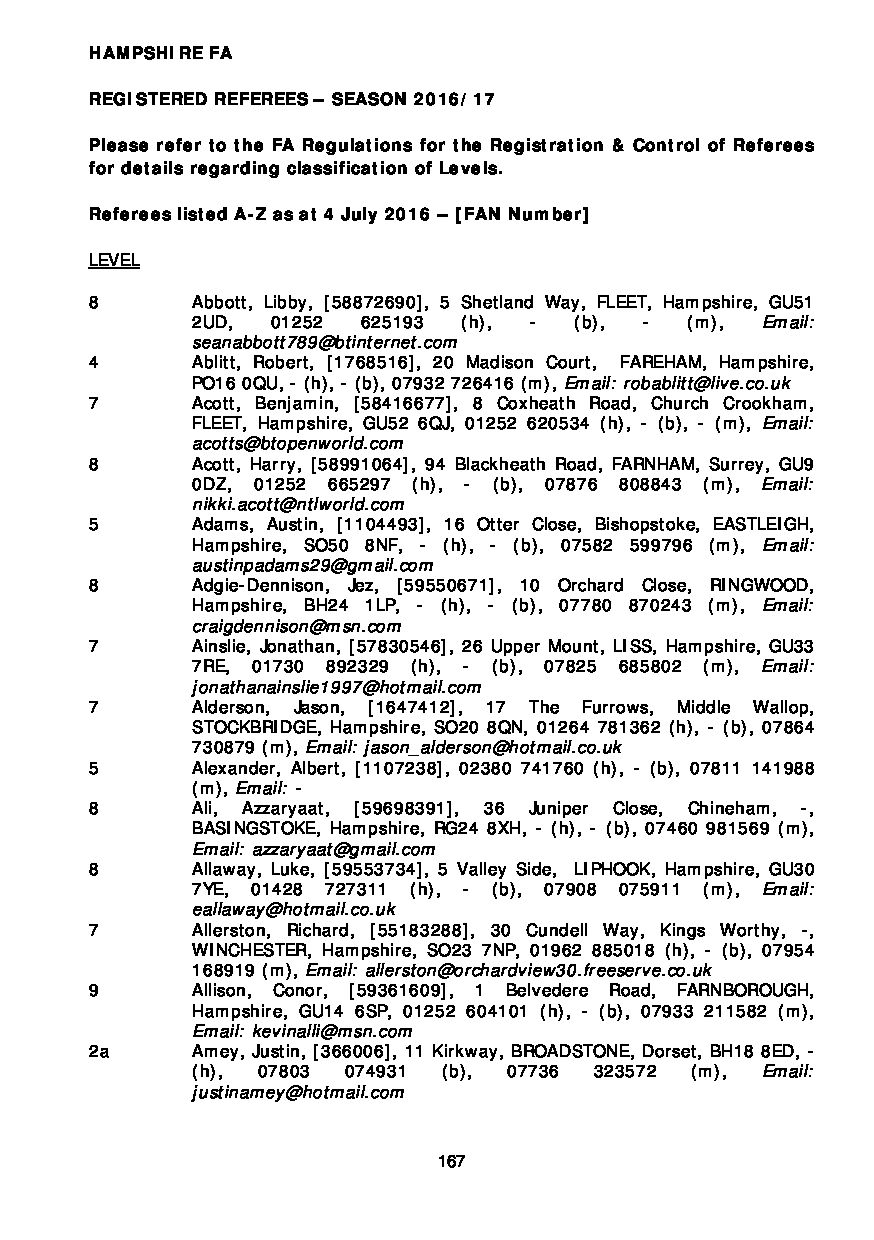 HAMPSHIRE FA
REGISTERED REFEREES – SEASON 2016/17
Please refer to the FA Regulations for the Registration & Control of Referees
for details regarding classification of Levels.
Referees listed A-Z as at 4 July 2016 – [FAN Number]
LEVEL
8 Abbott, Libby, [58872690], 5 Shetland Way, FLEET, Hampshire, GU51
2UD, 01252 625193 (h), - (b), - (m), Email:
seanabbott789@btinternet.com
4 Ablitt, Robert, [1768516], 20 Madison Court, FAREHAM, Hampshire,
PO16 0QU, - (h), - (b), 07932 726416 (m), Email: robablitt@live.co.uk
7 Acott, Benjamin, [58416677], 8 Coxheath Road, Church Crookham,
FLEET, Hampshire, GU52 6QJ, 01252 620534 (h), - (b), - (m), Email:
acotts@btopenworld.com
8 Acott, Harry, [58991064], 94 Blackheath Road, FARNHAM, Surrey, GU9
0DZ, 01252 665297 (h), - (b), 07876 808843 (m), Email:
nikki.acott@ntlworld.com
5 Adams, Austin, [1104493], 16 Otter Close, Bishopstoke, EASTLEIGH,
Hampshire, SO50 8NF, - (h), - (b), 07582 599796 (m), Email:
austinpadams29@gmail.com
8 Adgie-Dennison, Jez, [59550671], 10 Orchard Close, RINGWOOD,
Hampshire, BH24 1LP, - (h), - (b), 07780 870243 (m), Email:
craigdennison@msn.com
7 Ainslie, Jonathan, [57830546], 26 Upper Mount, LISS, Hampshire, GU33
7RE, 01730 892329 (h), - (b), 07825 685802 (m), Email:
jonathanainslie1997@hotmail.com
7 Alderson, Jason, [1647412], 17 The Furrows, Middle Wallop,
STOCKBRIDGE, Hampshire, SO20 8QN, 01264 781362 (h), - (b), 07864
730879 (m), Email: jason_alderson@hotmail.co.uk
5 Alexander, Albert, [1107238], 02380 741760 (h), - (b), 07811 141988
(m), Email: -
8 Ali, Azzaryaat, [59698391], 36 Juniper Close, Chineham, -,
BASINGSTOKE, Hampshire, RG24 8XH, - (h), - (b), 07460 981569 (m),
Email: azzaryaat@gmail.com
8 Allaway, Luke, [59553734], 5 Valley Side, LIPHOOK, Hampshire, GU30
7YE, 01428 727311 (h), - (b), 07908 075911 (m), Email:
eallaway@hotmail.co.uk
7 Allerston, Richard, [55183288], 30 Cundell Way, Kings Worthy, -,
WINCHESTER, Hampshire, SO23 7NP, 01962 885018 (h), - (b), 07954
168919 (m), Email: allerston@orchardview30.freeserve.co.uk
9 Allison, Conor, [59361609], 1 Belvedere Road, FARNBOROUGH,
Hampshire, GU14 6SP, 01252 604101 (h), - (b), 07933 211582 (m),
Email: kevinalli@msn.com
2a Amey, Justin, [366006], 11 Kirkway, BROADSTONE, Dorset, BH18 8ED, -
(h), 07803 074931 (b), 07736 323572 (m), Email:
justinamey@hotmail.com
167